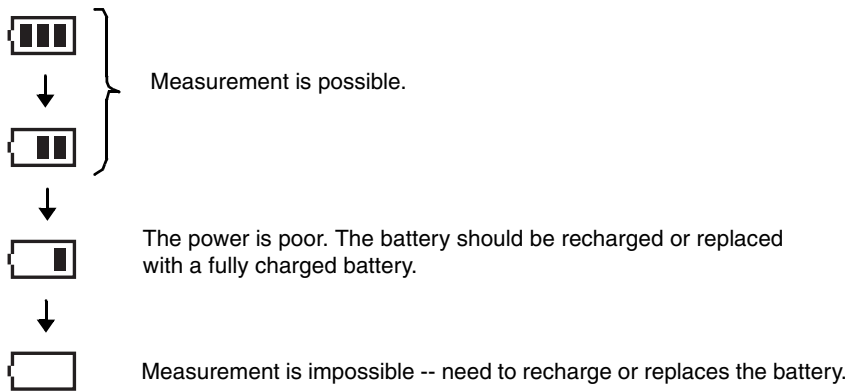 Measurement is possible.
The power is poor. The battery should be recharged or replaced
with a fully charged battery.
Measurement is impossible -- need to recharge or replaces the battery.